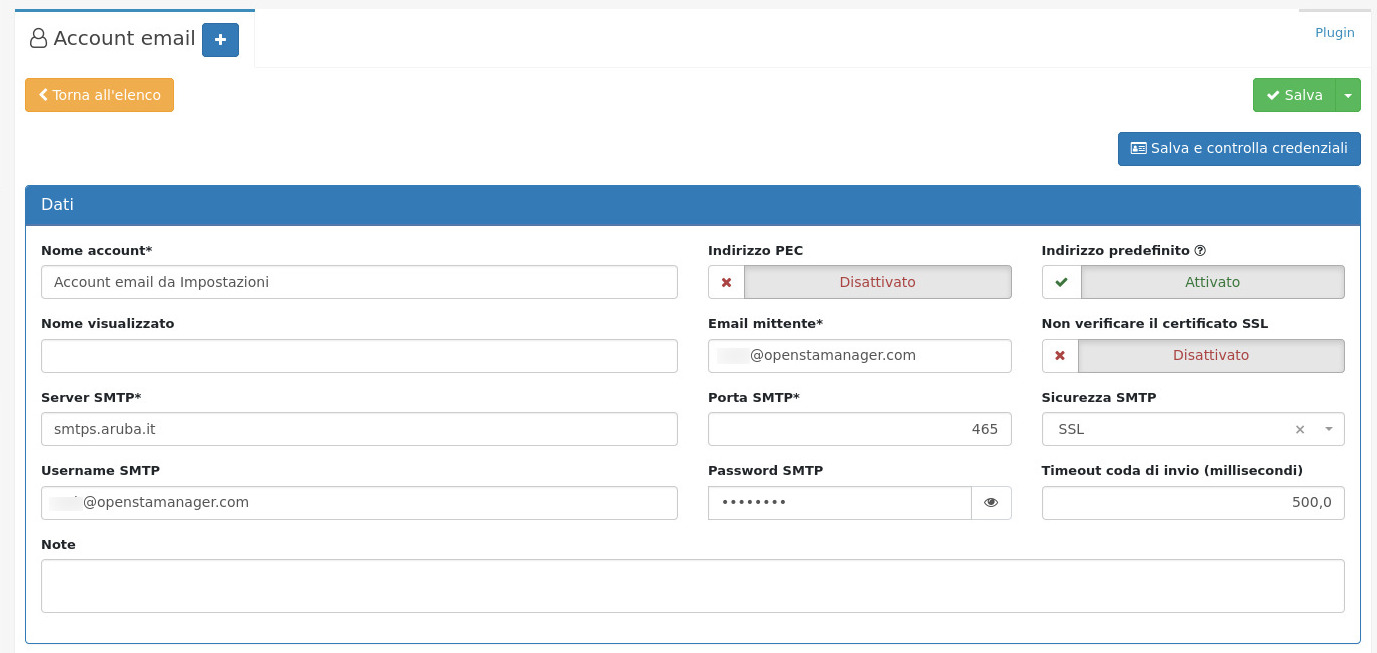 Account email
Plugin
Torna all'elenco
Salva
Salva e controlla credenziali
Dati
Nome account*
Indirizzo PEC
Indirizzo predefinito
Account email da Impostazioni
Disattivato
Attivato
Nome visualizzato
Email mittente*
Non verificare il certificato SSL
@openstamanager.com
Disattivato
Server SMTP*
Porta SMTP*
Sicurezza SMTP
smtps.aruba.it
465
SSL
Username SMTP
Password SMTP
Timeout coda di invio (millisecondi)
@openstamanager.com
••••••••
500,0
Note